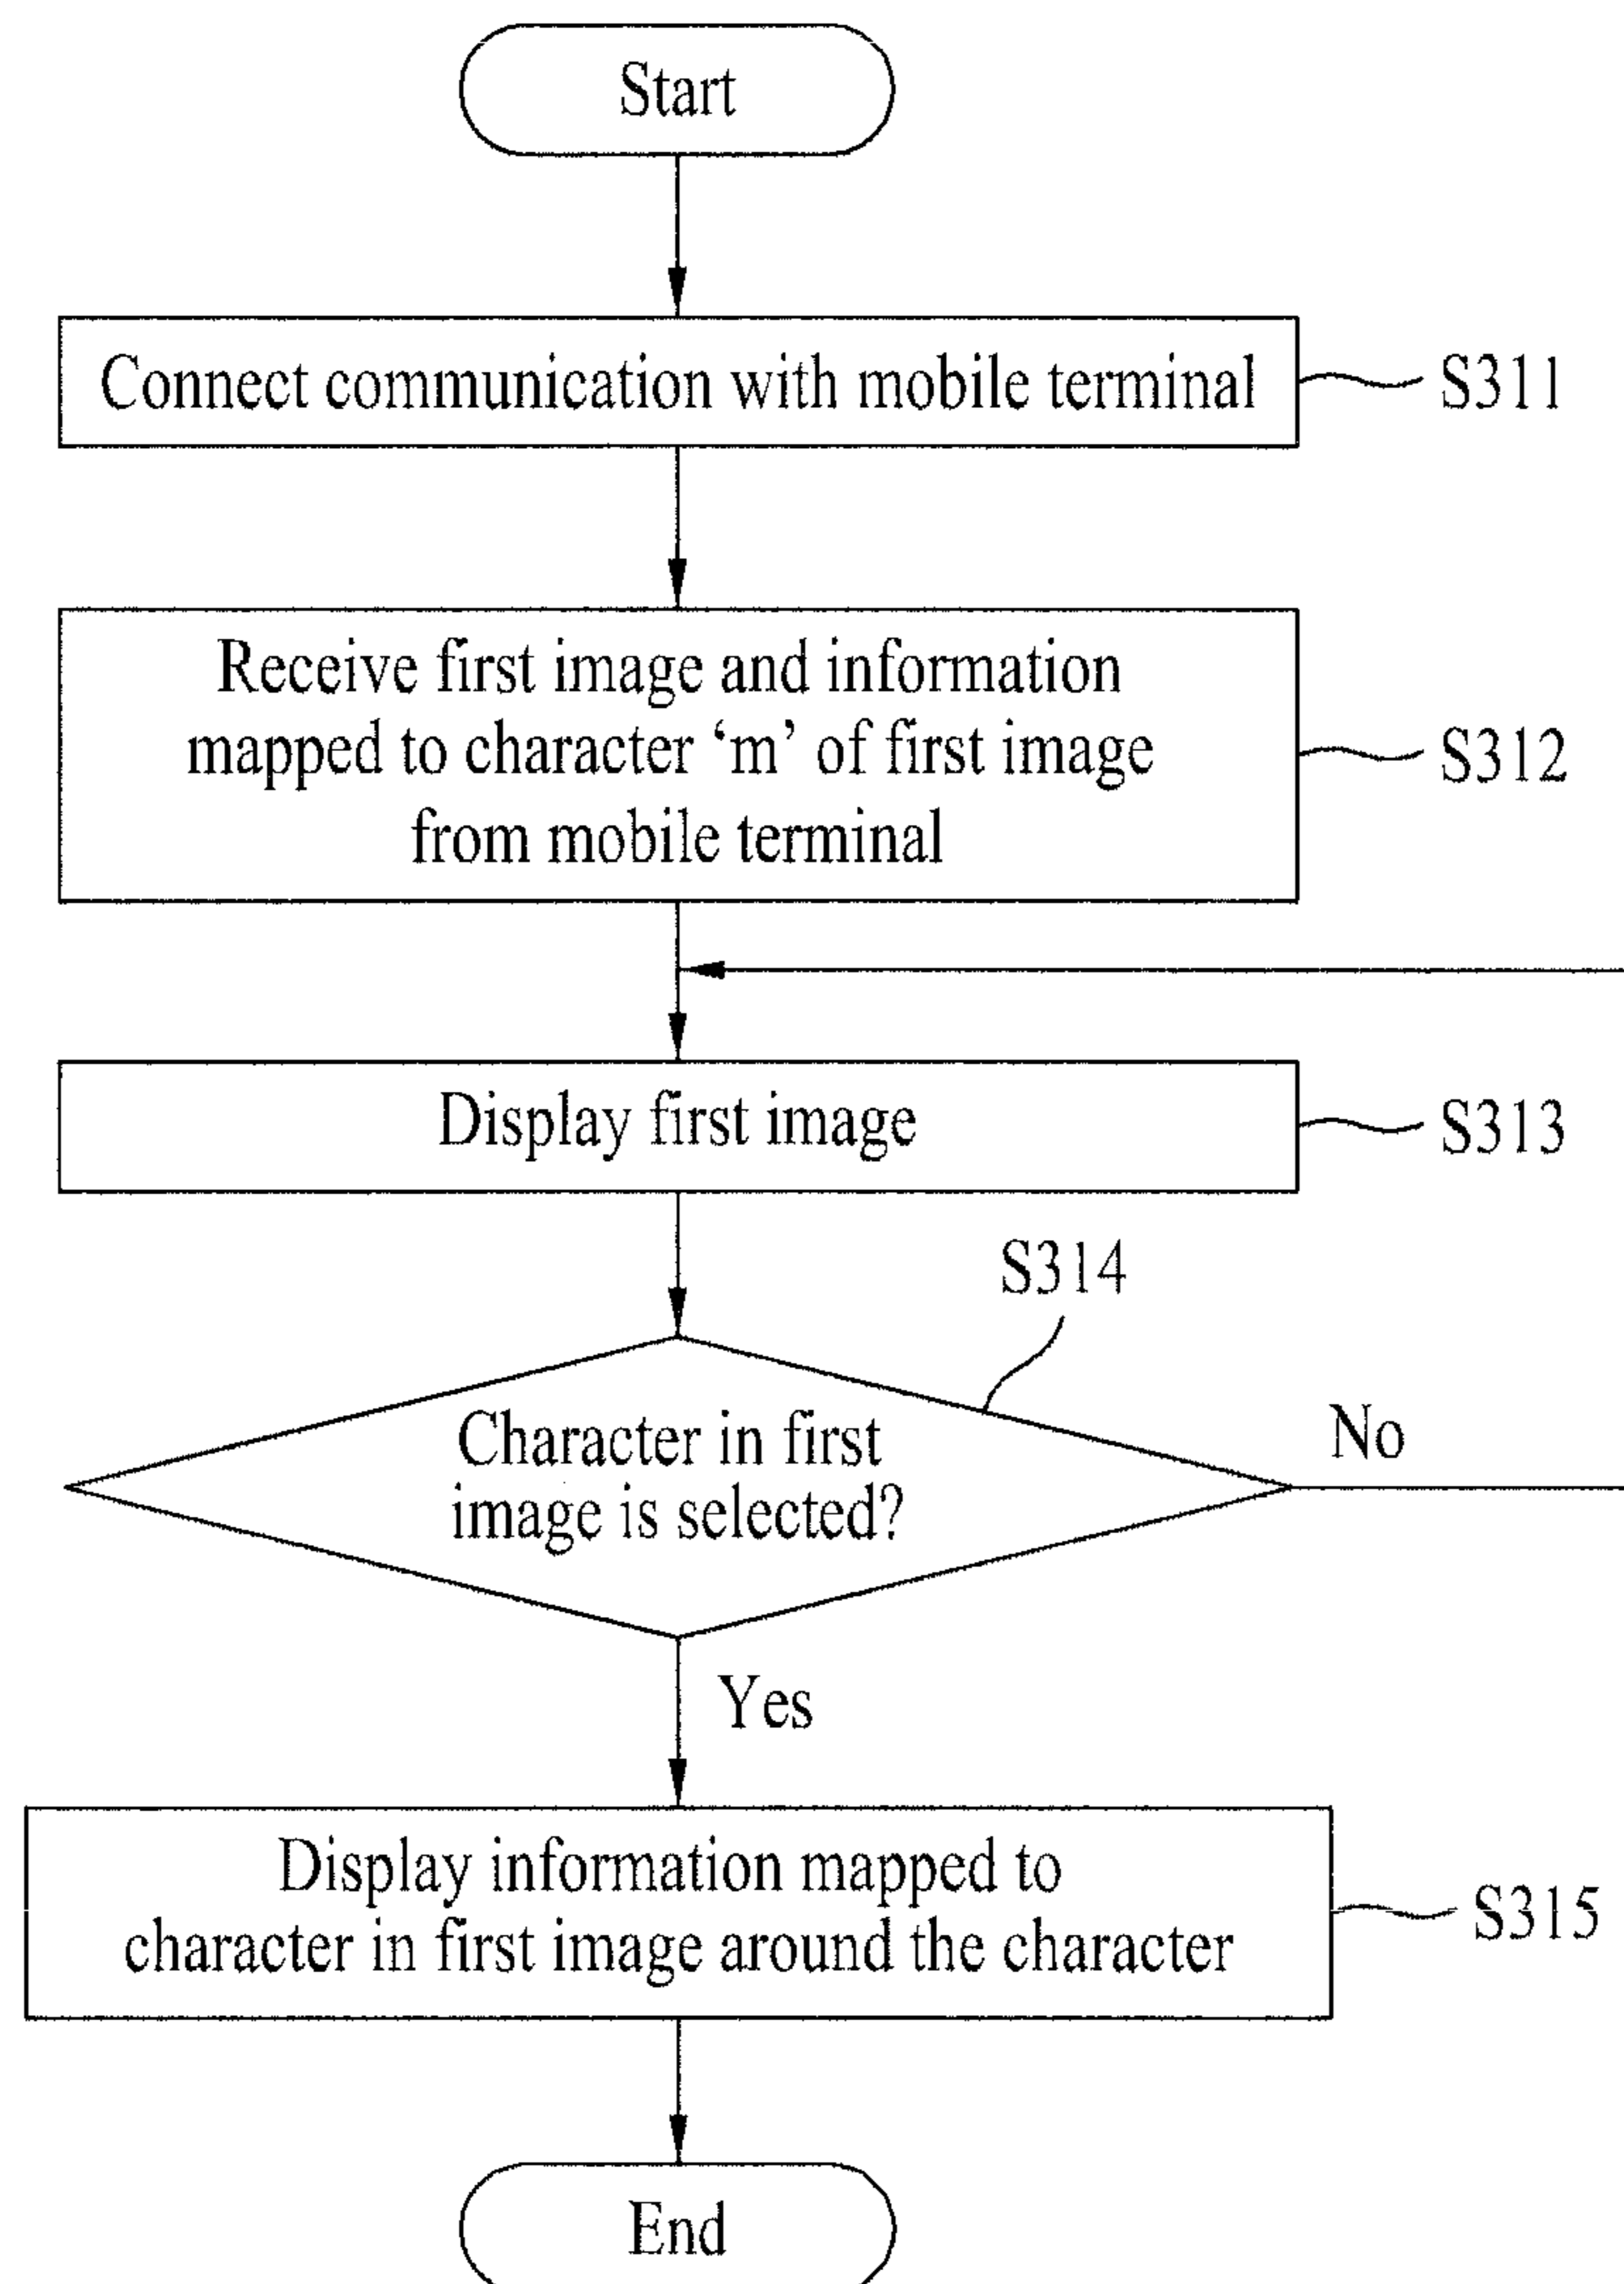 Start
Connect communication with mobile terminal
S311
Receive first image and information
mapped to character ‘m’ of first image
from mobile terminal
S312
Display first image
S313
S314
Character in first
image is selected?
No
Yes
Display information mapped to
character in first image around the character
S315
End